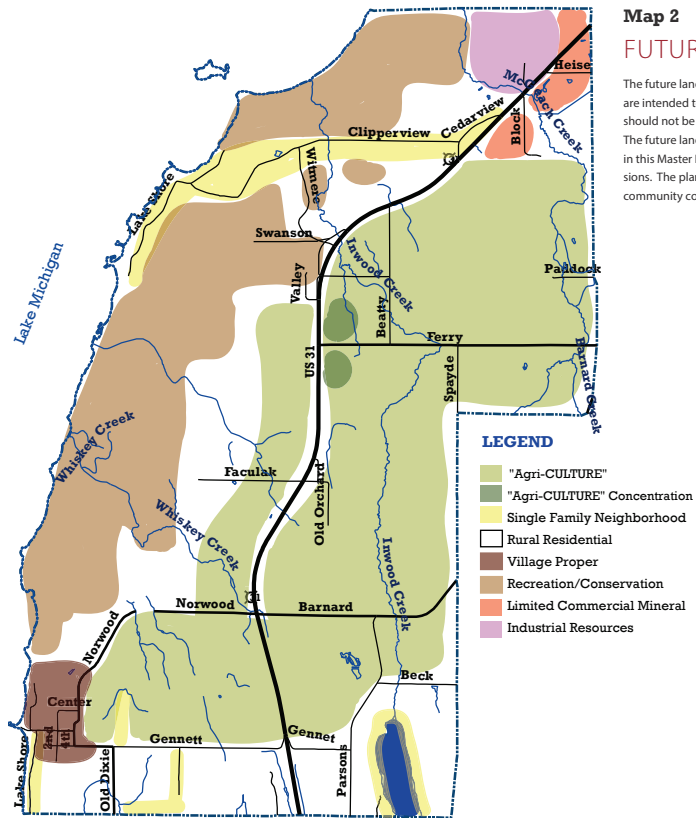 Map 2
FUTUR
The future lan
are intended t
should not be
The future lan
in this Master
sions. The plan
community co
Heise
McGeach Creek
Cedarview
Block
Clipperview
31
Witmere
Lake Shore
Swanson
Inwood Creek
Valley
Paddock
Lake Michigan
Beatty
Ferry
US 31
Barnard Creek
Spayde
Whiskey Creek
Faculak
Old Orchard
Whiskey Creek
Inwood Creek
31
Norwood
Barnard
Norwood
Beck
Center
2nd
4th
Gennett
Gennet
Lake Shore
Old Dixie
Parsons
LEGEND
"Agri-CULTURE"
"Agri-CULTURE" Concentration
Single Family Neighborhood
Rural Residential
Village Proper
Recreation/Conservation
Limited Commercial Mineral
Industrial Resources